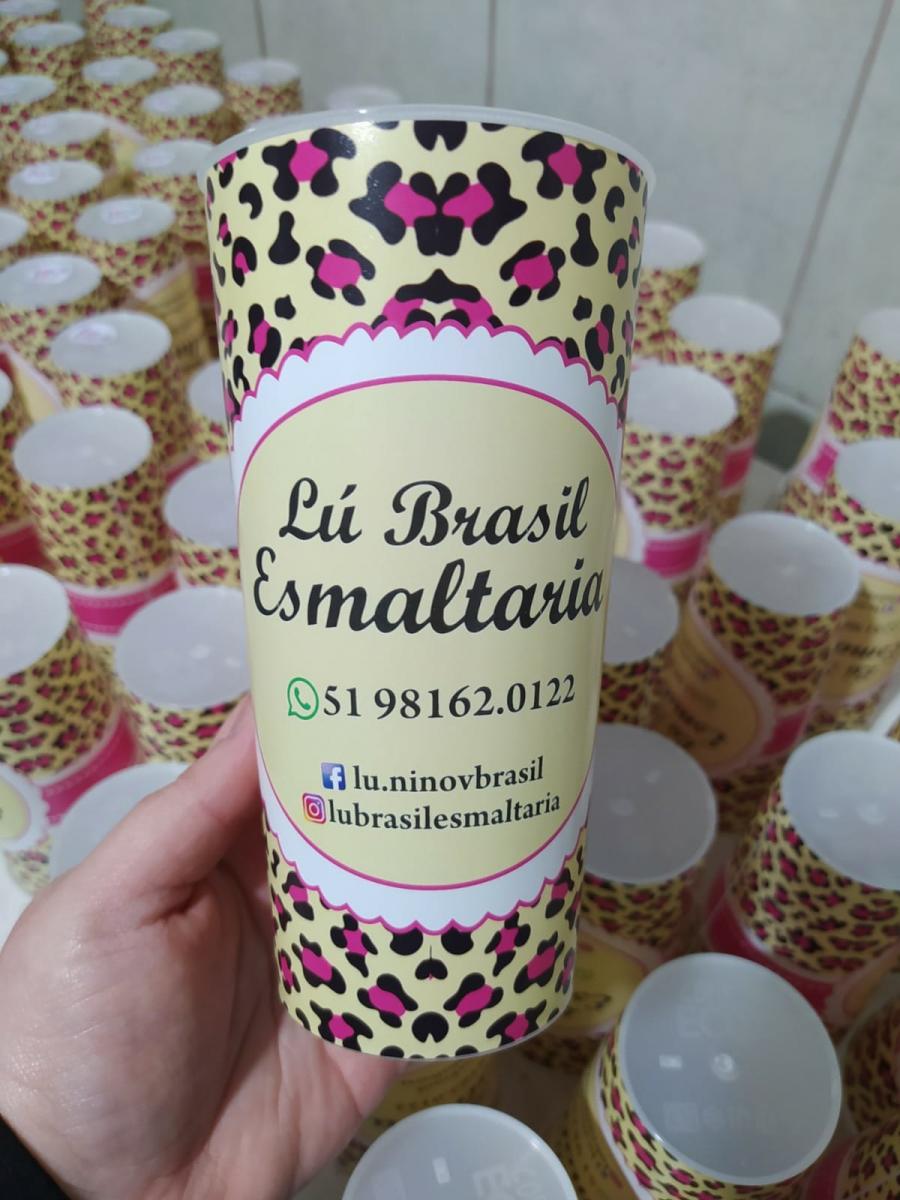 Lú Brasil
Esmaltaria
51 98162.0122
lu.ninovbrasil
lubrasilesmaltaria